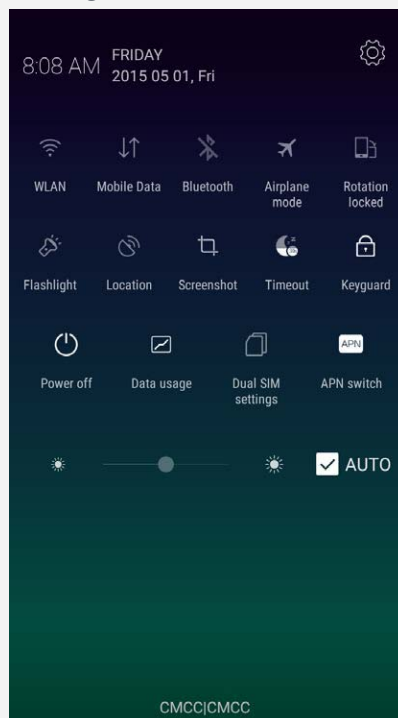 8:08 AM
FRIDAY
2015 05 01, Fri
WLAN
Mobile Data
Bluetooth
Airplane
mode
Rotation
locked
Flashlight
Location
Screenshot
Timeout
Keyguard
Power off
Data usage
Dual SIM
settings
APN
APN switch
AUTO
CMCC|CMCC